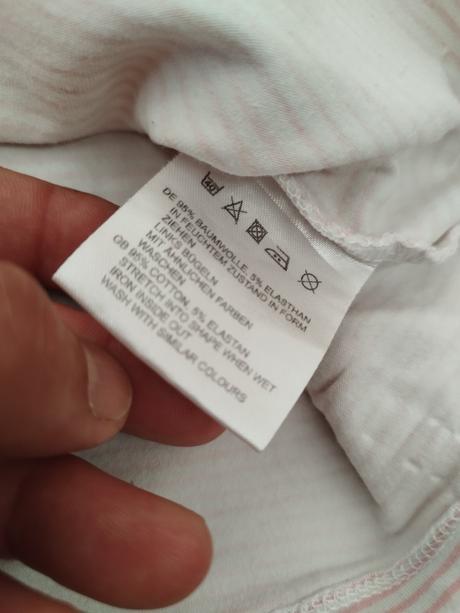 40
DE 95% BAUMWOLLE, 5% ELASTHAN
IN FEUCHTEM ZUSTAND IN FORM
ZIEHEN
LINKS BÜGELN
MIT ÄHNLICHEN FARBEN
WASCHEN
GB 95% COTTON, 5% ELASTAN
STRETCH INTO SHAPE WHEN WET
IRON INSIDE OUT
WASH WITH SIMILAR COLOURS